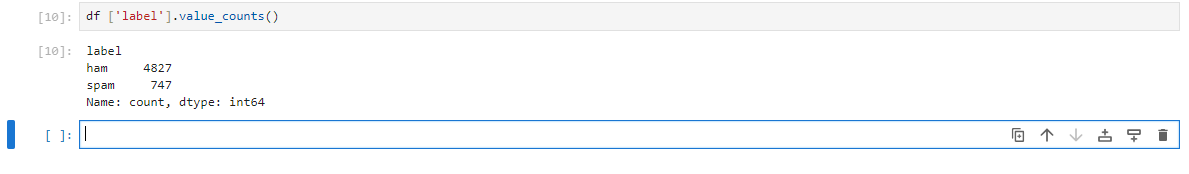 [10]: df ['label'].value_counts()
[10]: label
ham     4827
spam     747
Name: count, dtype: int64
[ ]: